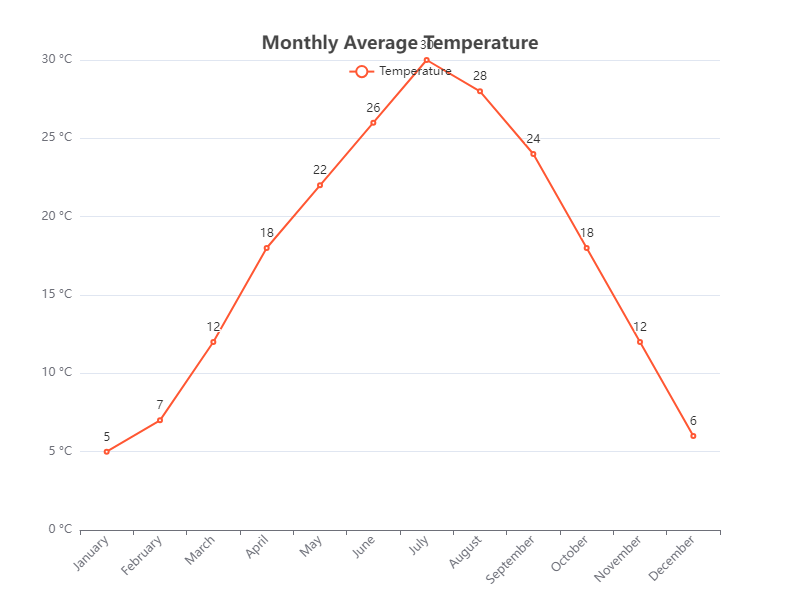 Monthly Average Temperature
Temperature
30 °C
25 °C
20 °C
15 °C
10 °C
5 °C
0 °C
5
7
12
18
22
26
30
28
24
18
12
6
January
February
March
April
May
June
July
August
September
October
November
December